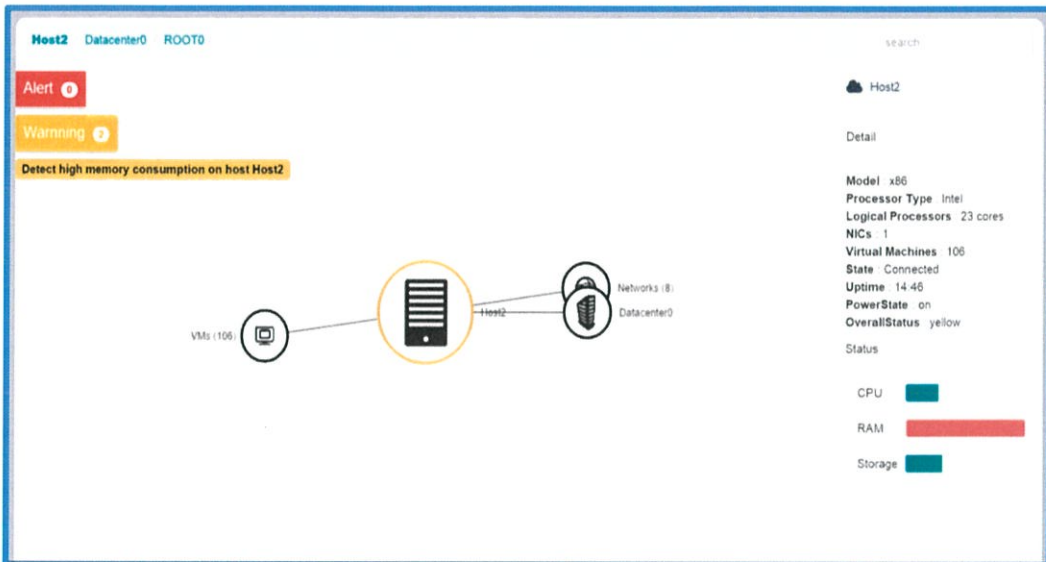 Host2 Datacenter0 ROOT0
search
Alert 0
Warnning 2
Detect high memory consumption on host Host2
VMs (106)
Host2
Networks (8)
Datacenter0
Host2
Detail
Model : x86
Processor Type : Intel
Logical Processors : 23 cores
NICs : 1
Virtual Machines : 106
State : Connected
Uptime : 14:46
PowerState : on
OverallStatus : yellow
Status
CPU
RAM
Storage